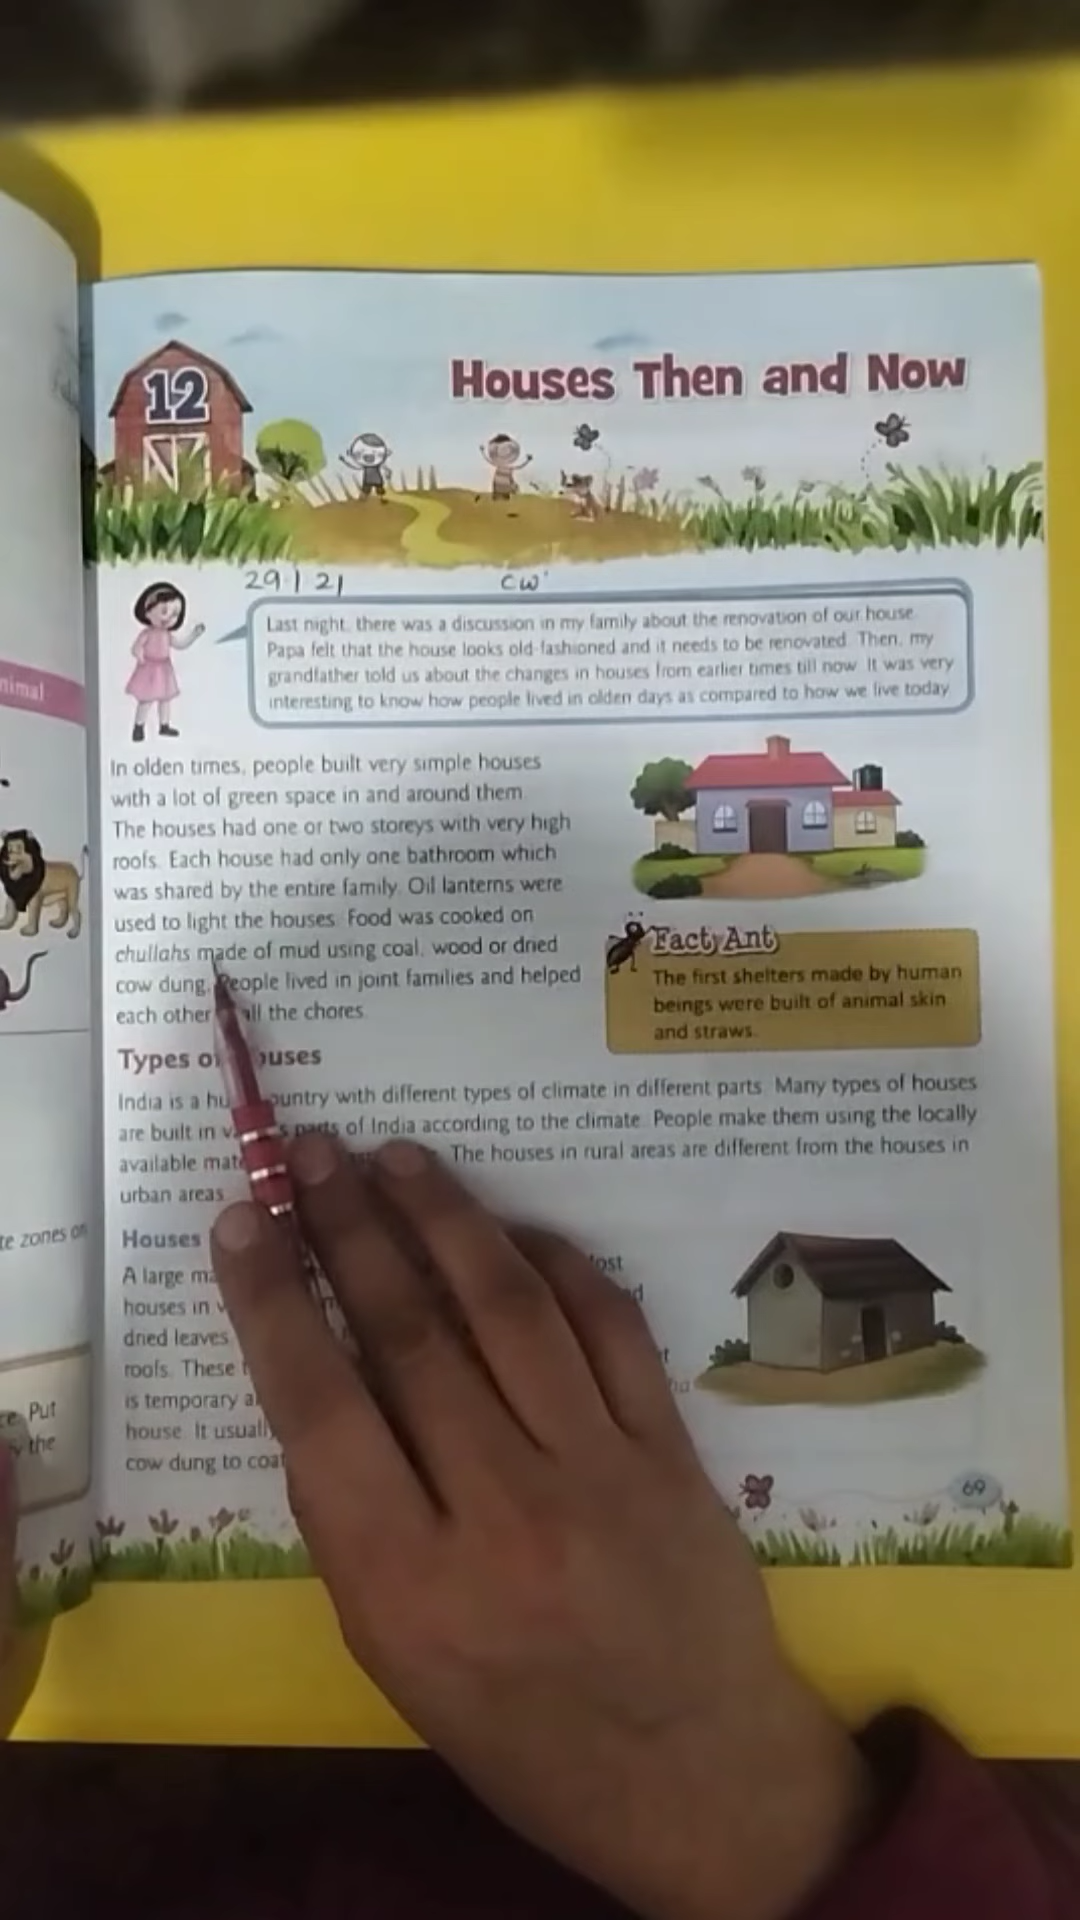 12
Houses Then and Now
29 1 21 CW
Last night, there was a discussion in my family about the renovation of our house.
Papa felt that the house looks old-fashioned and it needs to be renovated. Then, my
grandfather told us about the changes in houses from earlier times till now. It was very
interesting to know how people lived in olden days as compared to how we live today.
In olden times, people built very simple houses
with a lot of green space in and around them.
The houses had one or two storeys with very high
roofs. Each house had only one bathroom which
was shared by the entire family. Oil lanterns were
used to light the houses. Food was cooked on
chullahs made of mud using coal, wood or dried
cow dung. People lived in joint families and helped
each other all the chores.
Fact Ant
The first shelters made by human
beings were built of animal skin
and straws.
Types of Houses
India is a country with different types of climate in different parts. Many types of houses
are built in parts of India according to the climate. People make them using the locally
available The houses in rural areas are different from the houses in
urban areas.
Houses
A large
houses in
dried leaves
roofs. These
is temporary
house. It usually
cow dung to coat
69
nimal
te zones on
Put
the